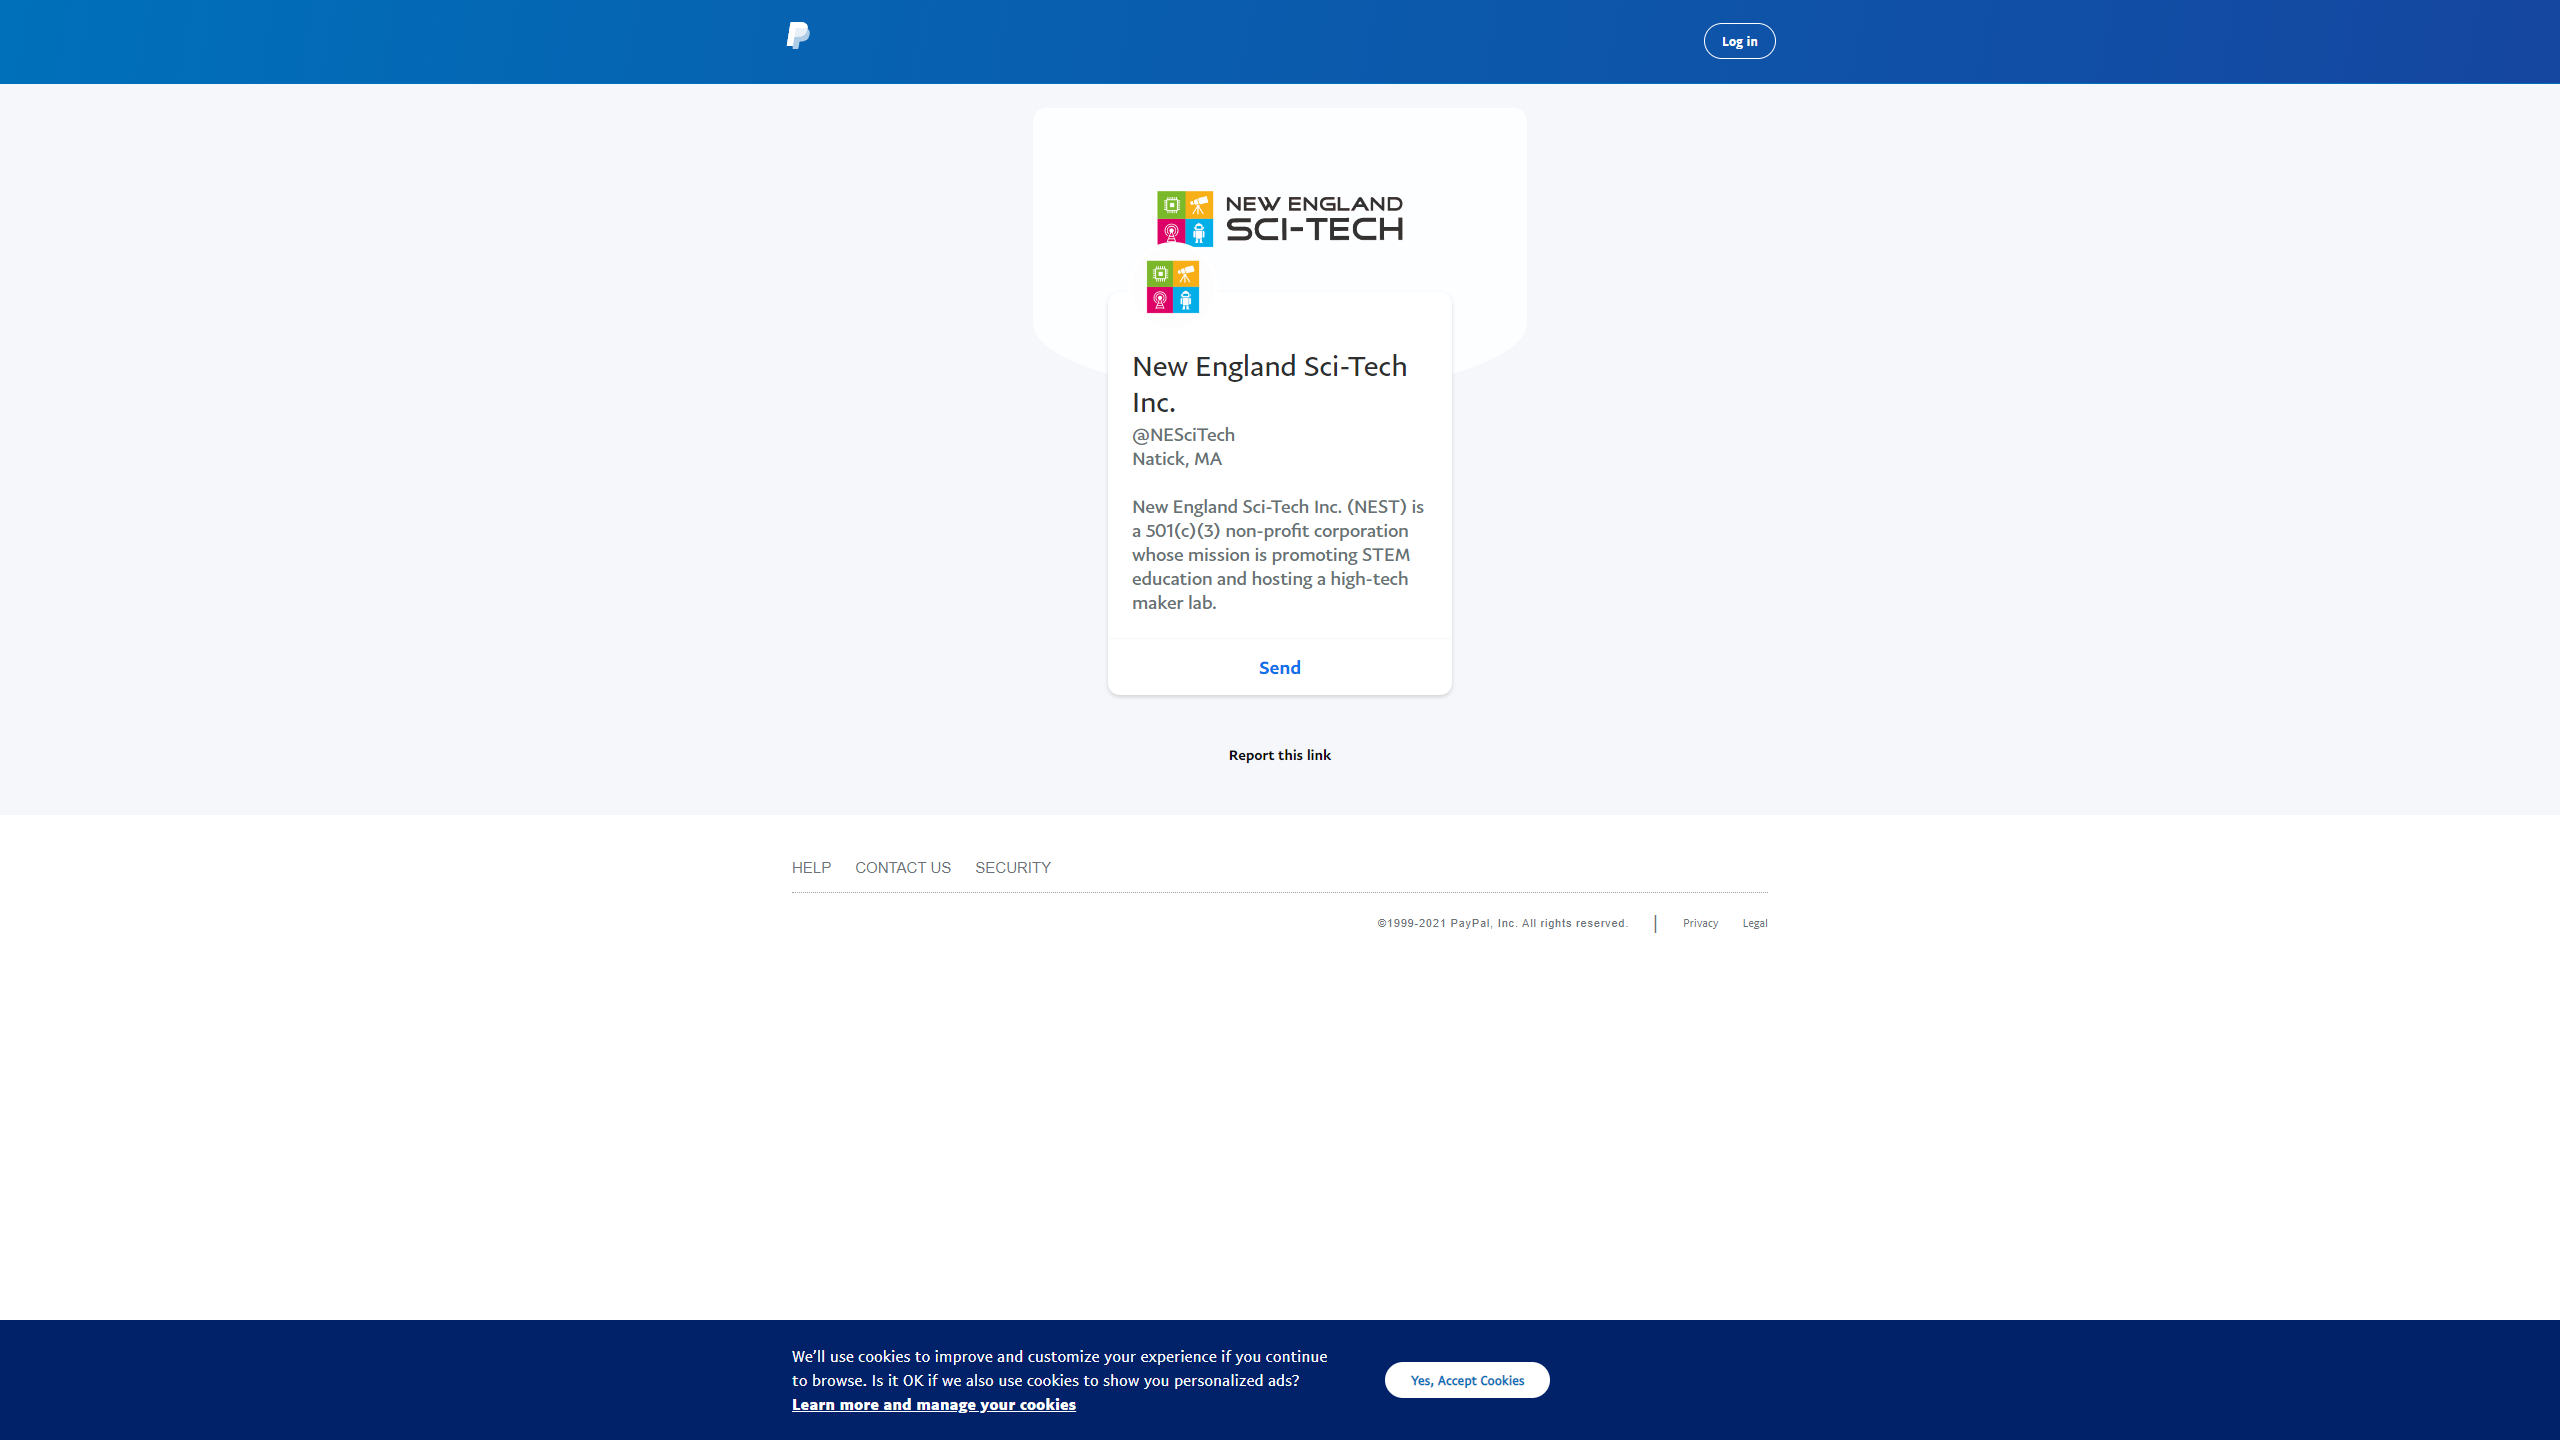 Log in
NEW ENGLAND
SCI-TECH
New England Sci-Tech
Inc.
@NESciTech
Natick, MA
New England Sci-Tech Inc. (NEST) is
a 501(c)(3) non-profit corporation
whose mission is promoting STEM
education and hosting a high-tech
maker lab.
Send
Report this link
HELP CONTACT US SECURITY
©1999-2021 PayPal, Inc. All rights reserved. | Privacy Legal
We’ll use cookies to improve and customize your experience if you continue
to browse. Is it OK if we also use cookies to show you personalized ads?
Learn more and manage your cookies
Yes, Accept Cookies